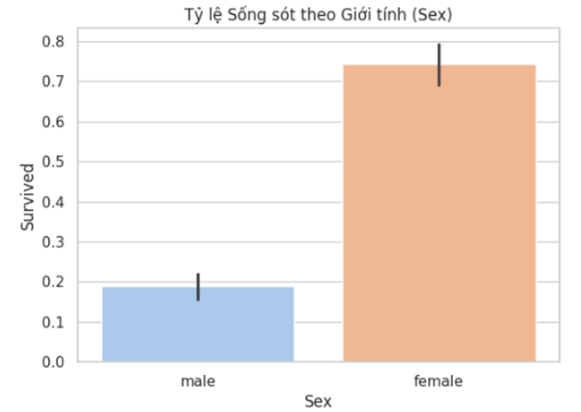 Tỷ lệ Sống sót theo Giới tính (Sex)
0.8
0.7
0.6
0.5
0.4
0.3
0.2
0.1
0.0
Survived
male
female
Sex